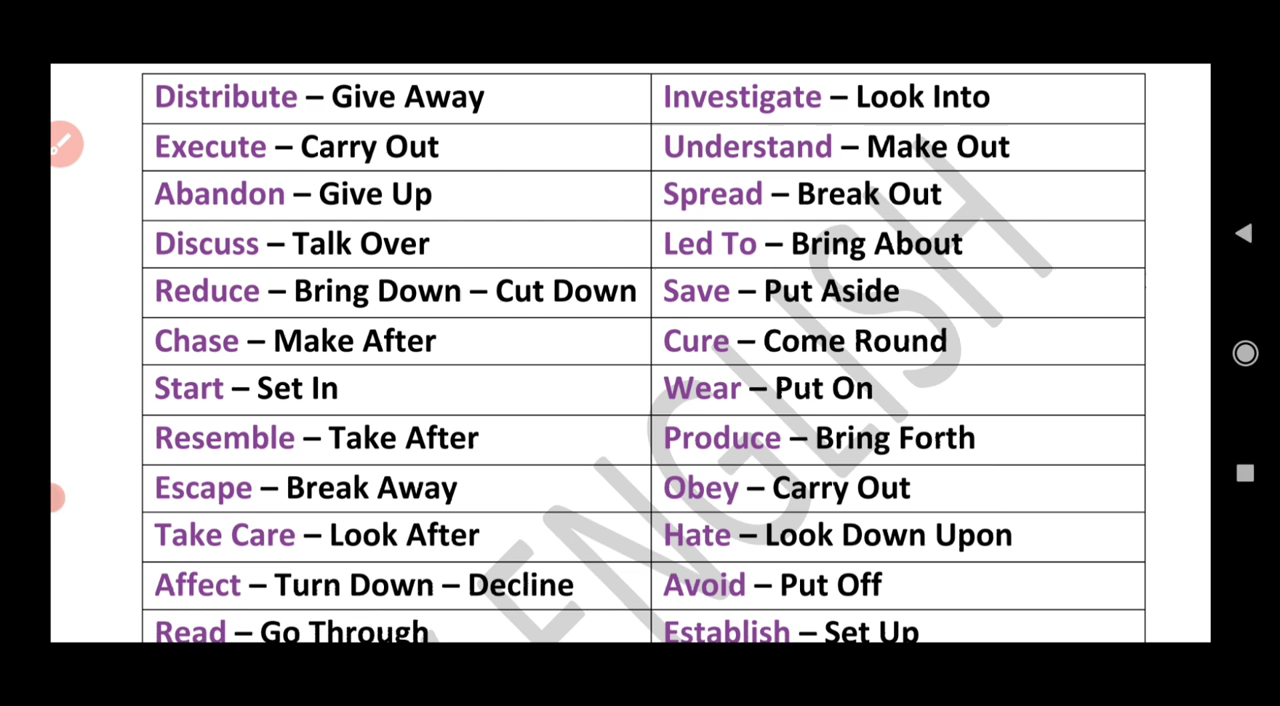 Distribute – Give Away
Investigate – Look Into
Execute – Carry Out
Understand – Make Out
Abandon – Give Up
Spread – Break Out
Discuss – Talk Over
Led To – Bring About
Reduce – Bring Down – Cut Down
Save – Put Aside
Chase – Make After
Cure – Come Round
Start – Set In
Wear – Put On
Resemble – Take After
Produce – Bring Forth
Escape – Break Away
Obey – Carry Out
Take Care – Look After
Hate – Look Down Upon
Affect – Turn Down – Decline
Avoid – Put Off
Read – Go Through
Establish – Set Up
ENGLISH